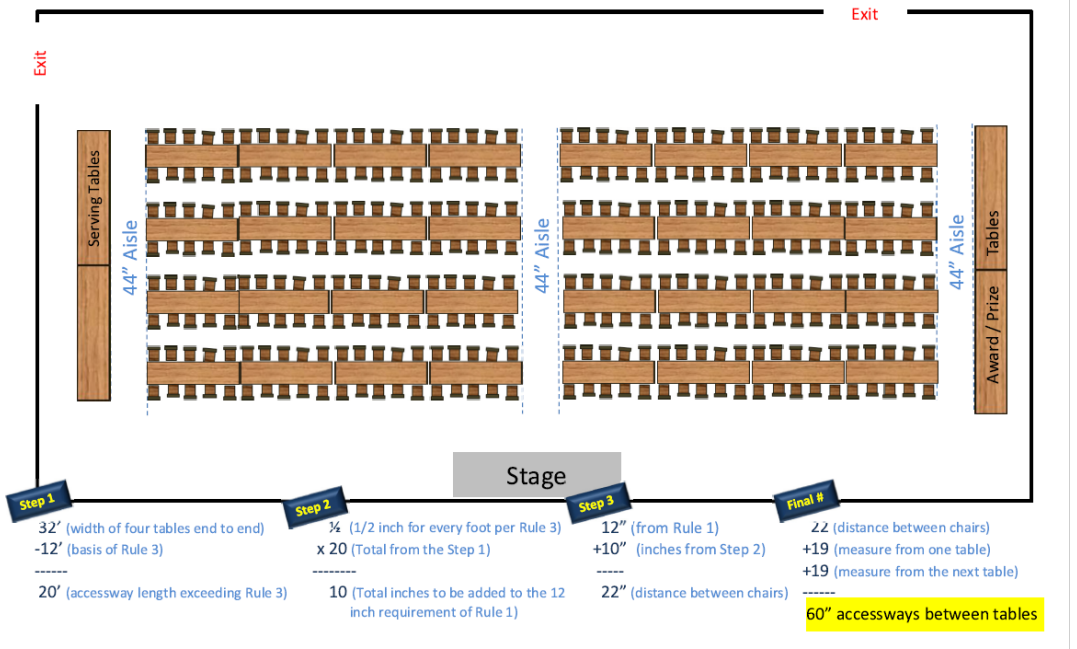 Exit
Exit
Serving Tables
44” Aisle
44” Aisle
44” Aisle
Award / Prize Tables
Stage
Step 1
32’ (width of four tables end to end)
-12’ (basis of Rule 3)
------
20’ (accessway length exceeding Rule 3)
Step 2
½ (1/2 inch for every foot per Rule 3)
x 20 (Total from the Step 1)
--------
10 (Total inches to be added to the 12
inch requirement of Rule 1)
Step 3
12” (from Rule 1)
+10” (inches from Step 2)
-----
22” (distance between chairs)
Final #
22 (distance between chairs)
+19 (measure from one table)
+19 (measure from the next table)
------
60” accessways between tables